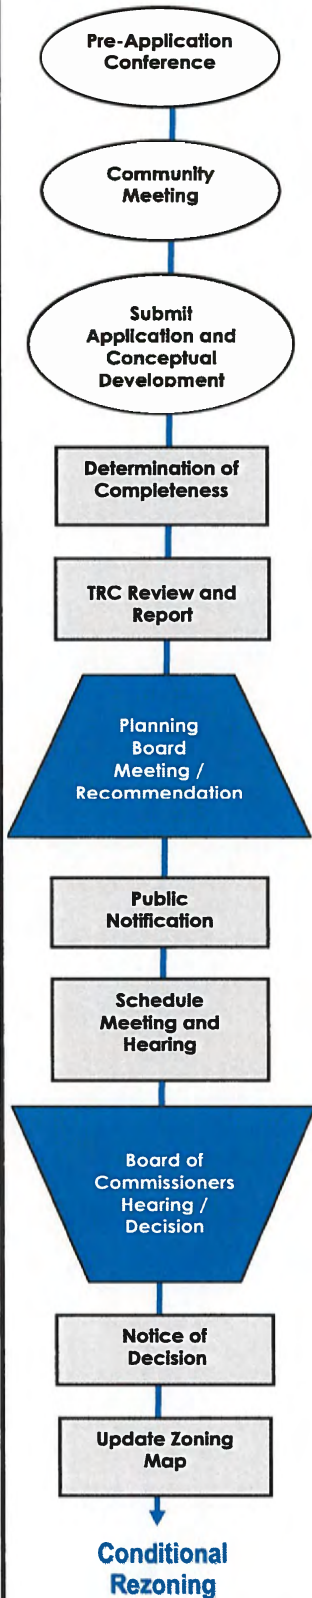 Pre-Application
Conference
Community
Meeting
Submit
Application and
Conceptual
Development
Determination of
Completeness
TRC Review and
Report
Planning
Board
Meeting /
Recommendation
Public
Notification
Schedule
Meeting and
Hearing
Board of
Commissioners
Hearing /
Decision
Notice of
Decision
Update Zoning
Map
Conditional
Rezoning